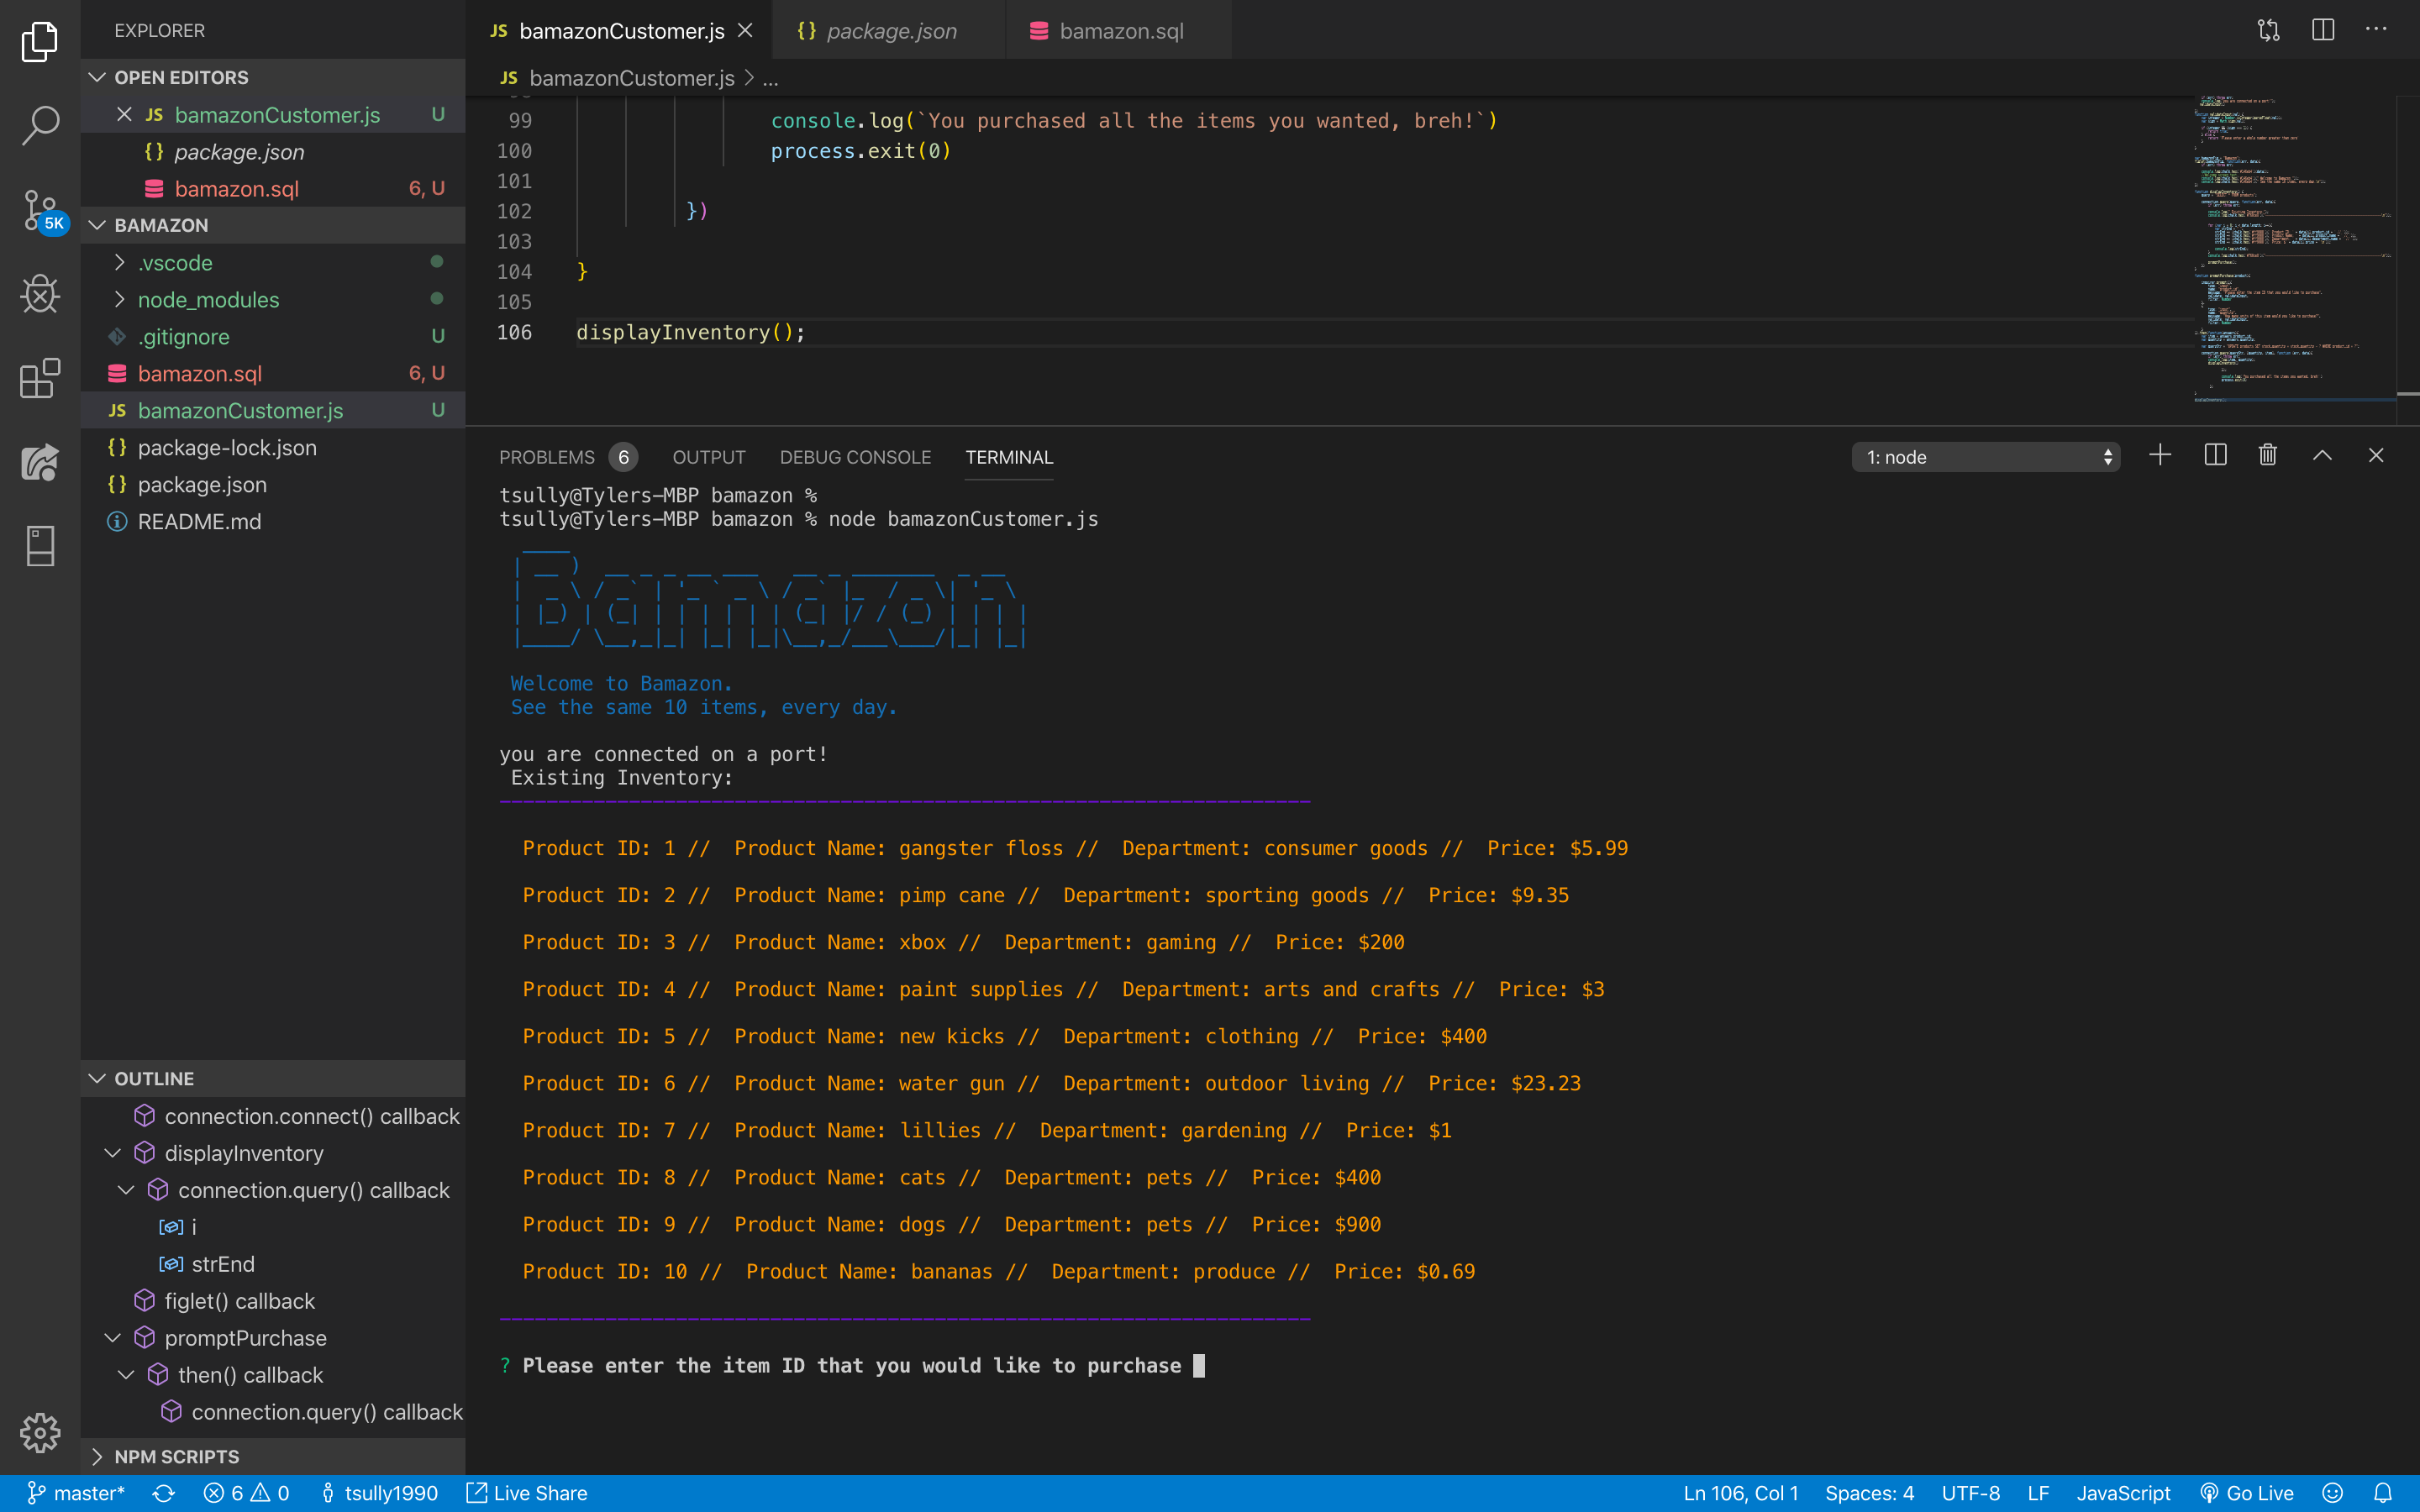 EXPLORER
OPEN EDITORS
JS bamazonCustomer.js U
{} package.json
bamazon.sql 6, U
BAMAZON
.vscode
node_modules
.gitignore U
bamazon.sql 6, U
JS bamazonCustomer.js U
{} package-lock.json
{} package.json
README.md
5K
OUTLINE
connection.connect() callback
displayInventory
connection.query() callback
i
strEnd
figlet() callback
promptPurchase
then() callback
connection.query() callback
NPM SCRIPTS
JS bamazonCustomer.js
{} package.json
bamazon.sql
JS bamazonCustomer.js > ...
99 console.log(`You purchased all the items you wanted, breh!`)
100 process.exit(0)
101
102 })
103
104 }
105
106 displayInventory();
PROBLEMS 6 OUTPUT DEBUG CONSOLE TERMINAL 1: node
tsully@Tylers-MBP bamazon %
tsully@Tylers-MBP bamazon % node bamazonCustomer.js
Bamazon
Welcome to Bamazon.
See the same 10 items, every day.
you are connected on a port!
Existing Inventory:
Product ID: 1 // Product Name: gangster floss // Department: consumer goods // Price: $5.99
Product ID: 2 // Product Name: pimp cane // Department: sporting goods // Price: $9.35
Product ID: 3 // Product Name: xbox // Department: gaming // Price: $200
Product ID: 4 // Product Name: paint supplies // Department: arts and crafts // Price: $3
Product ID: 5 // Product Name: new kicks // Department: clothing // Price: $400
Product ID: 6 // Product Name: water gun // Department: outdoor living // Price: $23.23
Product ID: 7 // Product Name: lillies // Department: gardening // Price: $1
Product ID: 8 // Product Name: cats // Department: pets // Price: $400
Product ID: 9 // Product Name: dogs // Department: pets // Price: $900
Product ID: 10 // Product Name: bananas // Department: produce // Price: $0.69
? Please enter the item ID that you would like to purchase
master* 6 0 tsully1990 Live Share Ln 106, Col 1 Spaces: 4 UTF-8 LF JavaScript Go Live